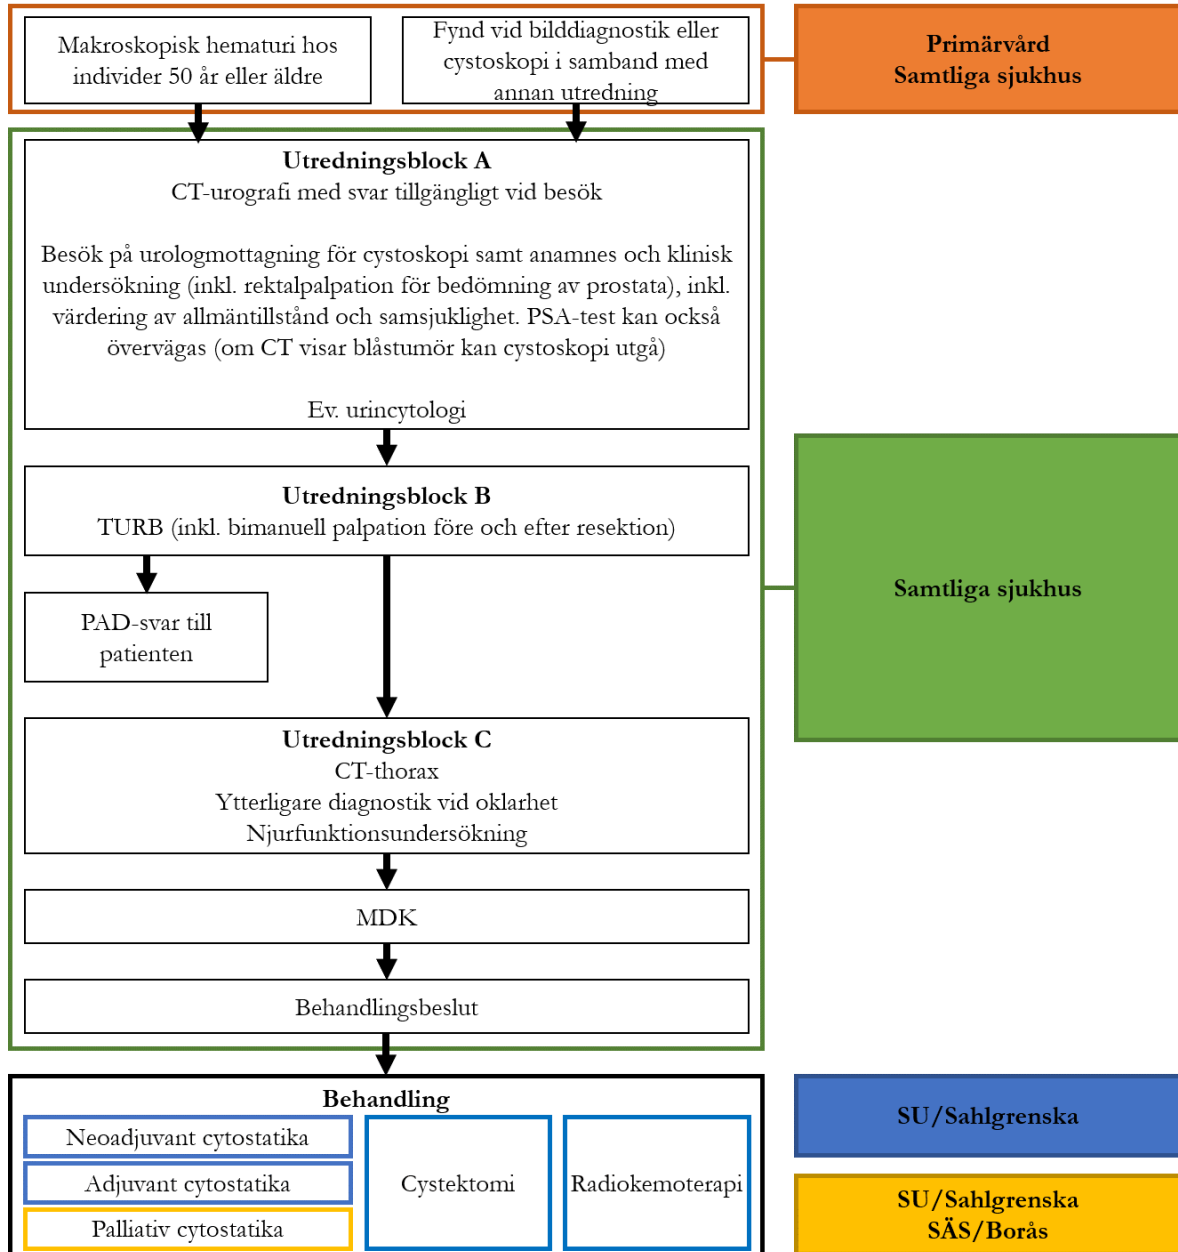 Makroskopisk hematuri hos
individer 50 år eller äldre
Fynd vid bilddiagnostik eller
cystoskopi i samband med
annan utredning
Primärvård
Samtliga sjukhus
Utredningsblock A
CT-urografi med svar tillgängligt vid besök
Besök på urologmottagning för cystoskopi samt anamnes och klinisk
undersökning (inkl. rektalpalpation för bedömning av prostata), inkl.
värdering av allmäntillstånd och samsjuklighet. PSA-test kan också
övervägas (om CT visar blåstumör kan cystoskopi utgå)
Ev. urincytologi
Utredningsblock B
TURB (inkl. bimanuell palpation före och efter resektion)
PAD-svar till
patienten
Samtliga sjukhus
Utredningsblock C
CT-thorax
Ytterligare diagnostik vid oklarhet
Njurfunktionsundersökning
MDK
Behandlingsbeslut
Behandling
Neoadjuvant cytostatika
Adjuvant cytostatika
Palliativ cytostatika
Cystektomi
Radiokemoterapi
SU/Sahlgrenska
SU/Sahlgrenska
SÄS/Borås